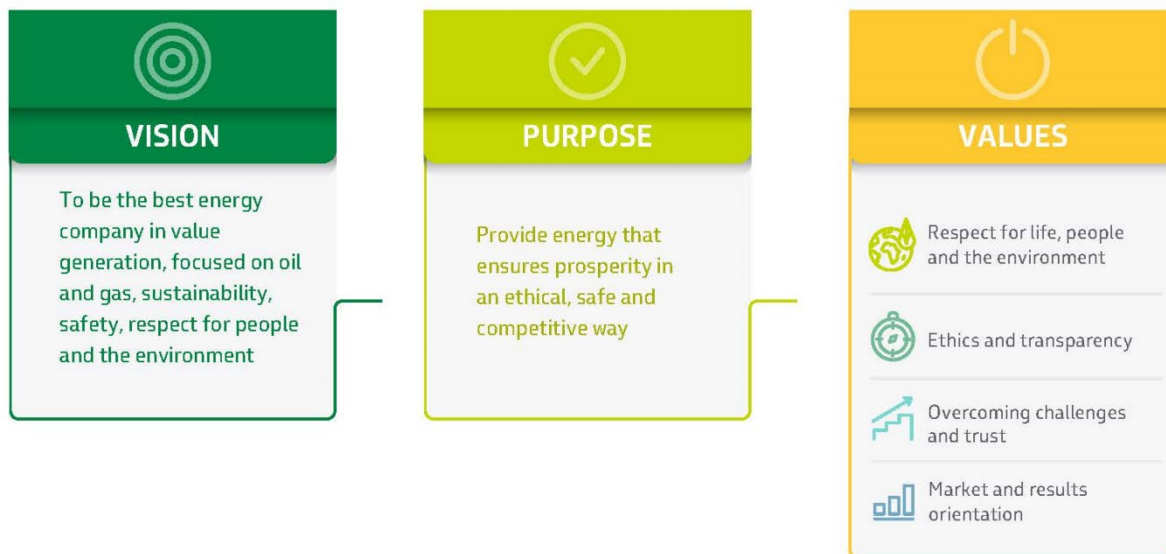 VISION
To be the best energy
company in value
generation, focused on oil
and gas, sustainability,
safety, respect for people
and the environment
PURPOSE
Provide energy that
ensures prosperity in
an ethical, safe and
competitive way
VALUES
Respect for life, people
and the environment
Ethics and transparency
Overcoming challenges
and trust
Market and results
orientation